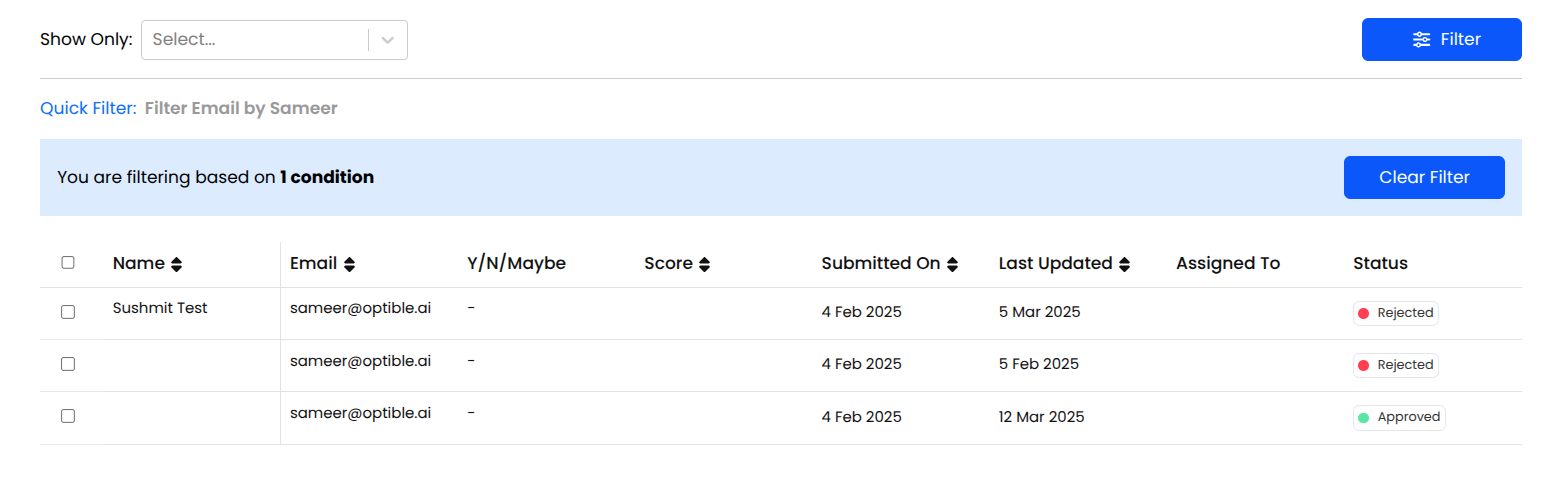 Show Only: Select... Filter
Quick Filter: Filter Email by Sameer
You are filtering based on 1 condition Clear Filter
Name Email Y/N/Maybe Score Submitted On Last Updated Assigned To Status
Sushmit Test sameer@optible.ai - 4 Feb 2025 5 Mar 2025 Rejected
sameer@optible.ai - 4 Feb 2025 5 Feb 2025 Rejected
sameer@optible.ai - 4 Feb 2025 12 Mar 2025 Approved